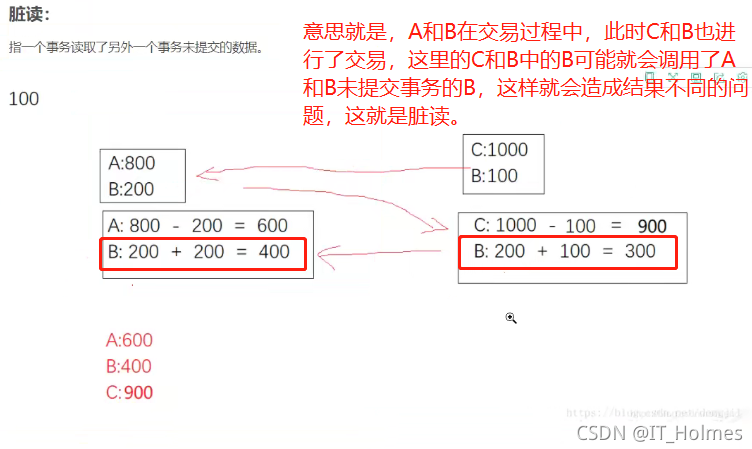 脏读：
指一个事务读取了另外一个事务未提交的数据。
意思就是，A和B在交易过程中，此时C和B也进
行了交易，这里的C和B中的B可能就会调用了A
和B未提交事务的B，这样就会造成结果不同的问
题，这就是脏读。
100
A:800
B:200
C:1000
B:100
A: 800 - 200 = 600
B: 200 + 200 = 400
C: 1000 - 100 = 900
B: 200 + 100 = 300
A:600
B:400
C:900
CSDN @IT_Holmes